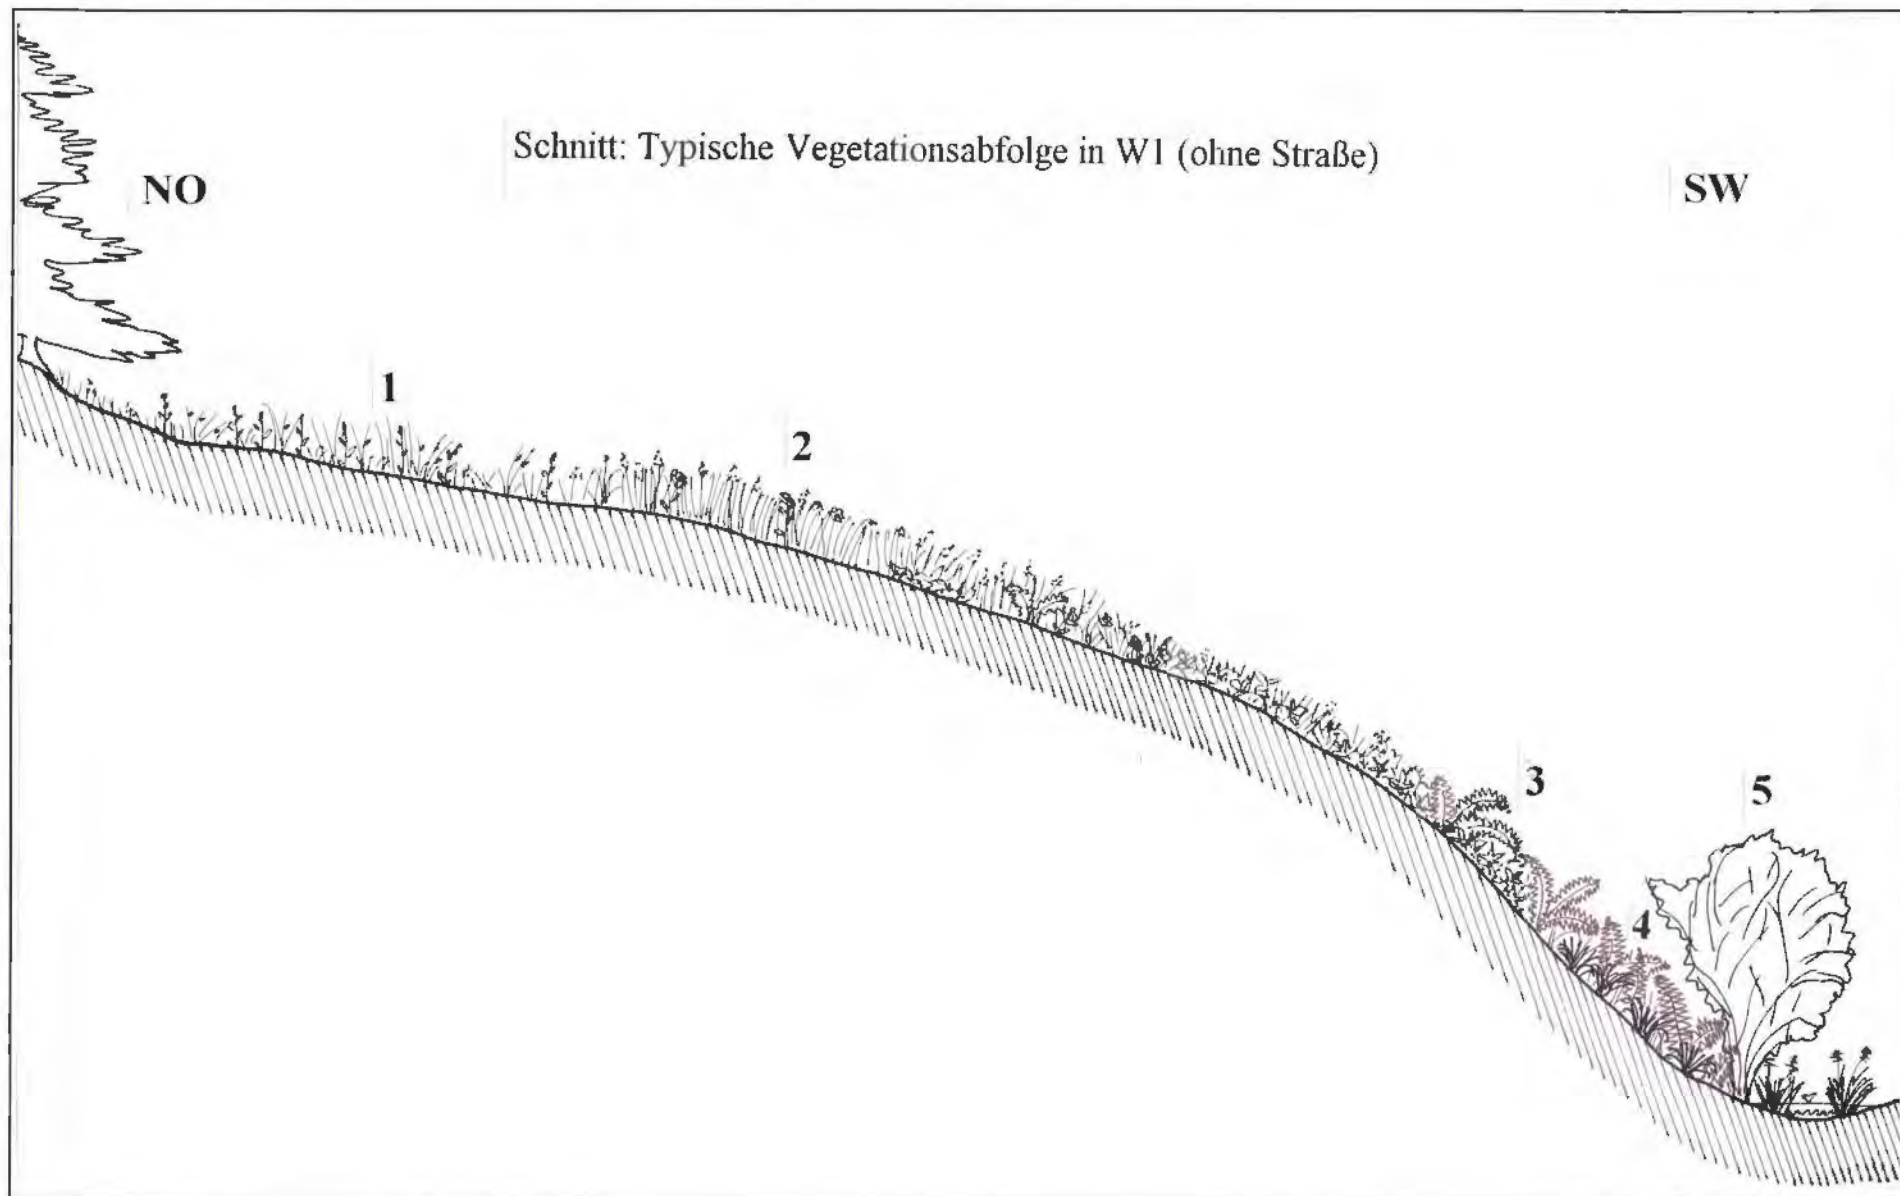 Schnitt: Typische Vegetationsabfolge in W1 (ohne Straße)
NO
SW
1
2
3
4
5